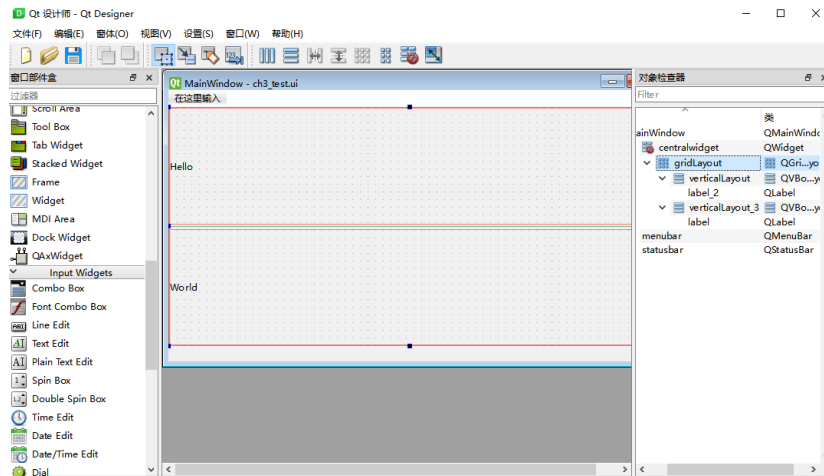 Qt 设计师 - Qt Designer
文件(F) 编辑(E) 窗体(O) 视图(V) 设置(S) 窗口(W) 帮助(H)
窗口部件盒
过滤器
Scroll Area
Tool Box
Tab Widget
Stacked Widget
Frame
Widget
MDI Area
Dock Widget
QAxWidget
Input Widgets
Combo Box
Font Combo Box
Line Edit
Text Edit
Plain Text Edit
Spin Box
Double Spin Box
Time Edit
Date Edit
Date/Time Edit
Dial
MainWindow - ch3_test.ui
在这里输入
Hello
World
对象检查器
Filter
类
ainWindow QMainWindo
centralwidget QWidget
gridLayout QGri...yo
verticalLayout QVBo...y
label_2 QLabel
verticalLayout_3 QVBo...y
label QLabel
menubar QMenuBar
statusbar QStatusBar